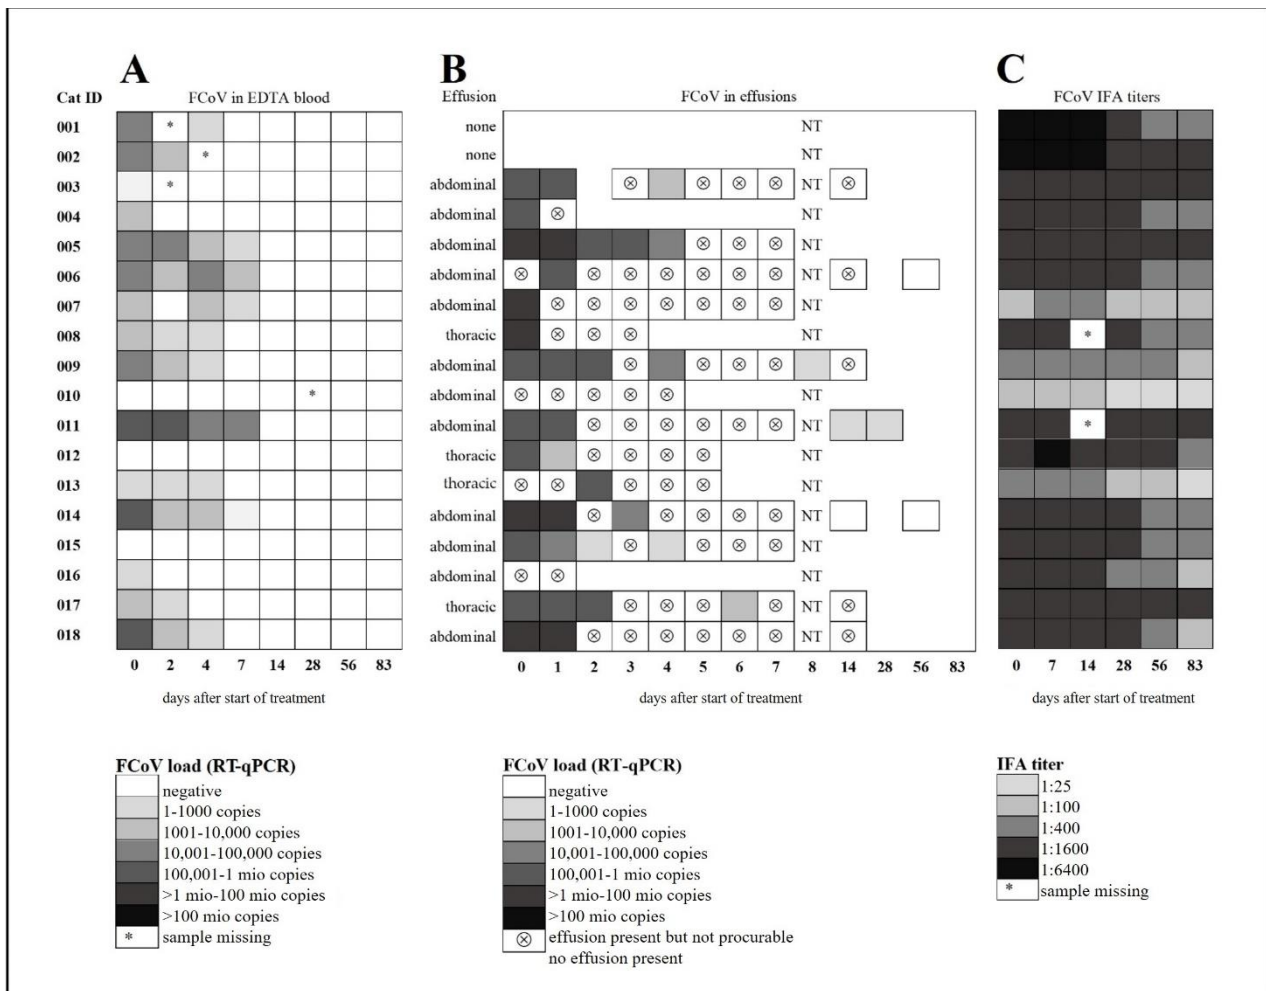 A
B
C
Cat ID
FCoV in EDTA blood
Effusion
FCoV in effusions
FCoV IFA titers
001 * none NT
002 * none NT
003 * abdominal ⊗ ⊗ ⊗ ⊗ NT ⊗
004 abdominal ⊗ NT
005 abdominal ⊗ ⊗ ⊗ NT
006 abdominal ⊗ ⊗ ⊗ ⊗ ⊗ ⊗ ⊗ NT ⊗
007 abdominal ⊗ ⊗ ⊗ ⊗ ⊗ ⊗ ⊗ NT
008 thoracic ⊗ ⊗ ⊗ NT *
009 abdominal ⊗ ⊗ ⊗ ⊗ ⊗
010 * abdominal ⊗ ⊗ ⊗ ⊗ ⊗ NT
011 abdominal ⊗ ⊗ ⊗ ⊗ ⊗ ⊗ NT *
012 thoracic ⊗ ⊗ ⊗ ⊗ NT
013 thoracic ⊗ ⊗ ⊗ ⊗ ⊗ NT
014 abdominal ⊗ ⊗ ⊗ ⊗ ⊗ NT
015 abdominal ⊗ ⊗ ⊗ ⊗ NT
016 abdominal ⊗ ⊗ NT
017 thoracic ⊗ ⊗ ⊗ ⊗ NT ⊗
018 abdominal ⊗ ⊗ ⊗ ⊗ ⊗ ⊗ NT ⊗
0 2 4 7 14 28 56 83
0 1 2 3 4 5 6 7 8 14 28 56 83
0 7 14 28 56 83
days after start of treatment
days after start of treatment
days after start of treatment
FCoV load (RT-qPCR)
negative
1-1000 copies
1001-10,000 copies
10,001-100,000 copies
100,001-1 mio copies
>1 mio-100 mio copies
>100 mio copies
* sample missing
FCoV load (RT-qPCR)
negative
1-1000 copies
1001-10,000 copies
10,001-100,000 copies
100,001-1 mio copies
>1 mio-100 mio copies
>100 mio copies
⊗ effusion present but not procurable
no effusion present
IFA titer
1:25
1:100
1:400
1:1600
1:6400
* sample missing